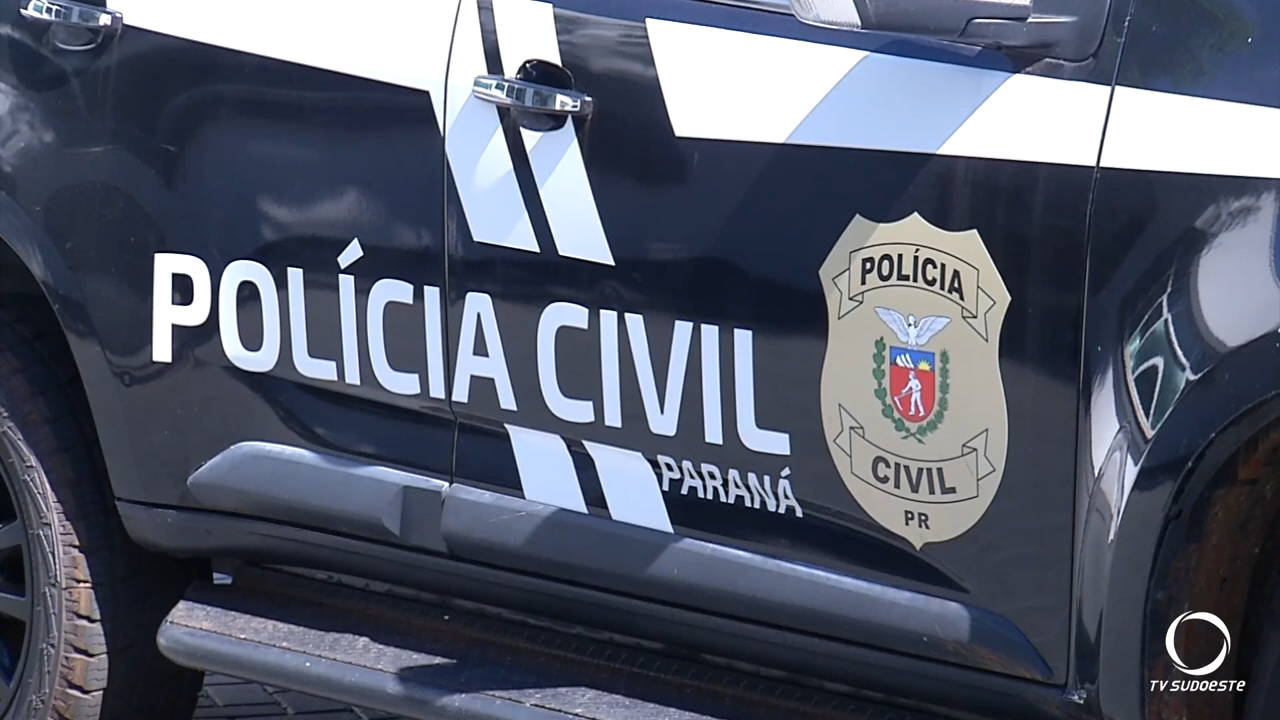 POLÍCIA CIVIL
PARANÁ
POLÍCIA
CIVIL
PR
TV SUDOESTE